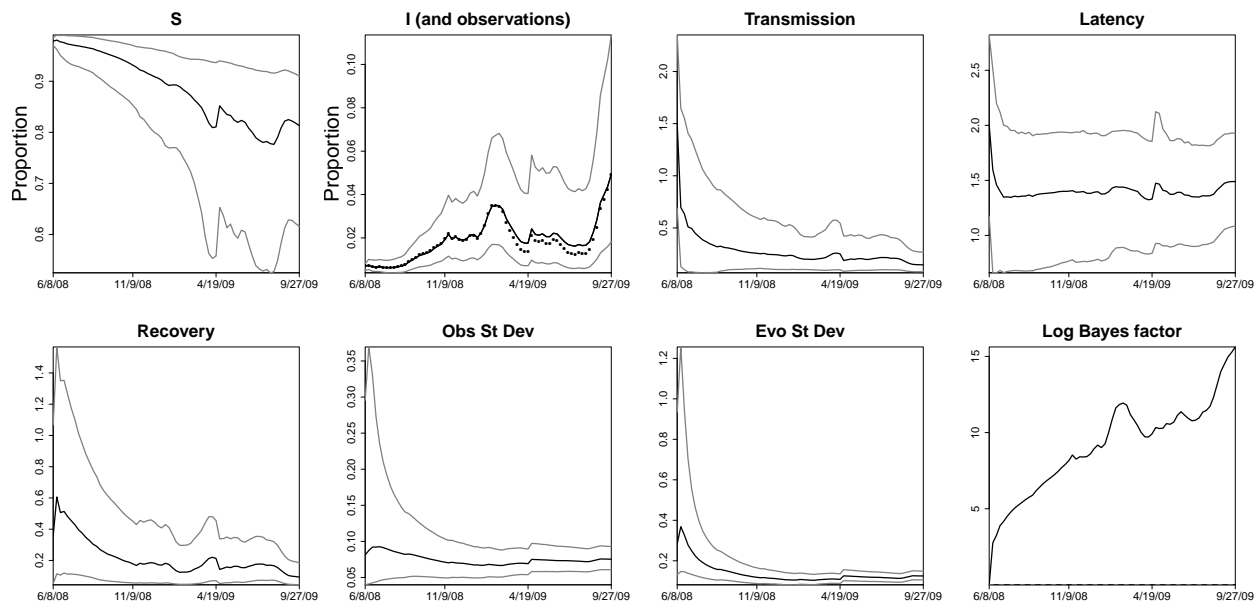 S
I (and observations)
Transmission
Latency
Proportion
0.6 0.7 0.8 0.9
6/8/08 11/9/08 4/19/09 9/27/09
Proportion
0.02 0.04 0.06 0.08 0.10
6/8/08 11/9/08 4/19/09 9/27/09
0.5 1.0 1.5 2.0
6/8/08 11/9/08 4/19/09 9/27/09
1.0 1.5 2.0 2.5
6/8/08 11/9/08 4/19/09 9/27/09
Recovery
Obs St Dev
Evo St Dev
Log Bayes factor
0.2 0.4 0.6 0.8 1.0 1.2 1.4
6/8/08 11/9/08 4/19/09 9/27/09
0.05 0.10 0.15 0.20 0.25 0.30 0.35
6/8/08 11/9/08 4/19/09 9/27/09
0.2 0.4 0.6 0.8 1.0 1.2
6/8/08 11/9/08 4/19/09 9/27/09
5 10 15
6/8/08 11/9/08 4/19/09 9/27/09